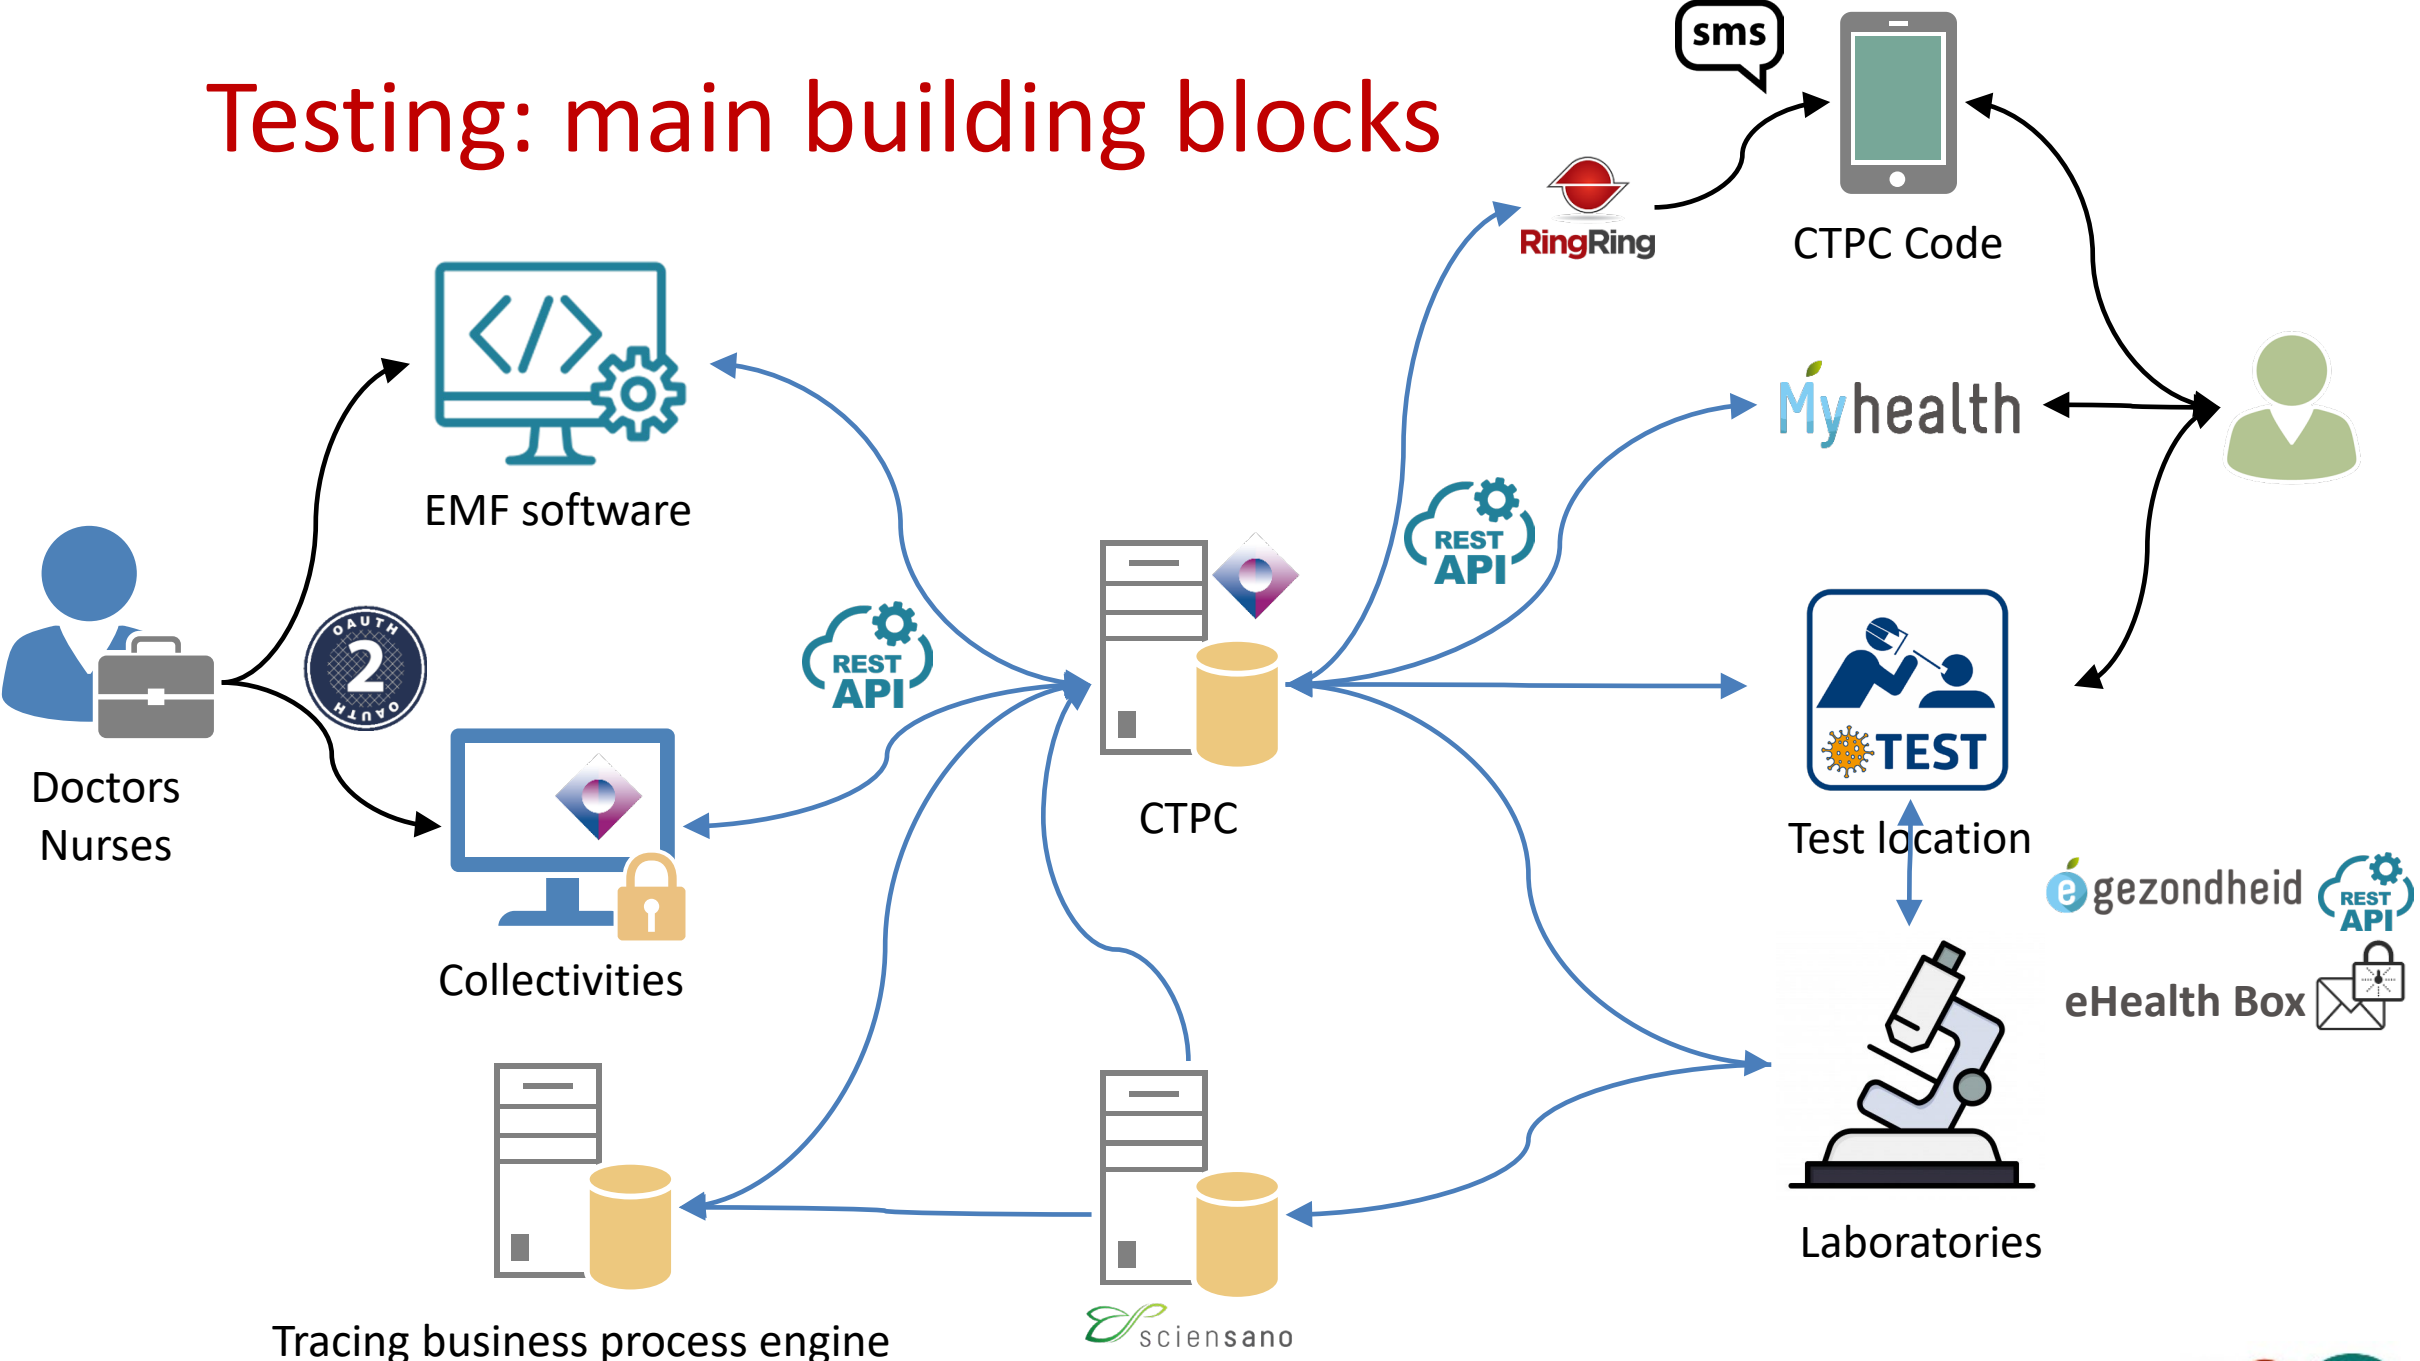 sms
Testing: main building blocks
RingRing
CTPC Code
Myhealth
EMF software
REST
API
OAUTH
2
OAUTH
REST
API
TEST
Doctors
Nurses
CTPC
Test location
e gezondheid
REST
API
Collectivities
eHealth Box
Laboratories
Tracing business process engine
sciensano